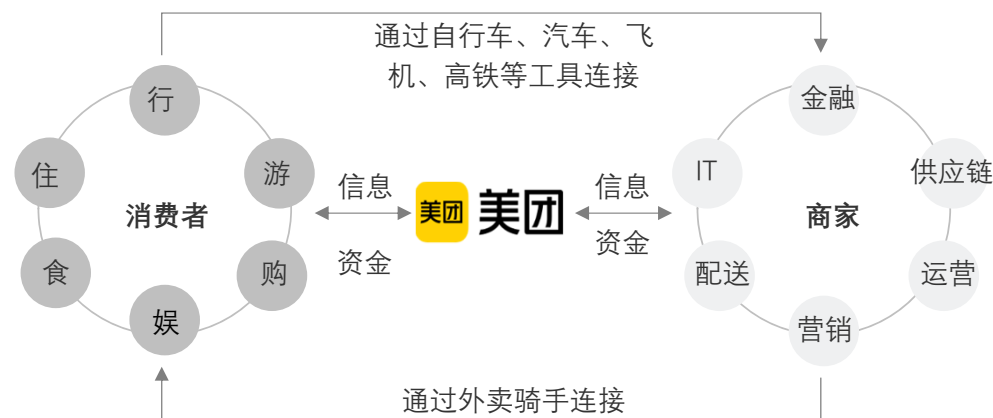 通过自行车、汽车、飞
机、高铁等工具连接
行
住
游
消费者
食
购
娱
信息
资金
美团 美团
信息
资金
金融
IT
供应链
商家
配送
运营
营销
通过外卖骑手连接